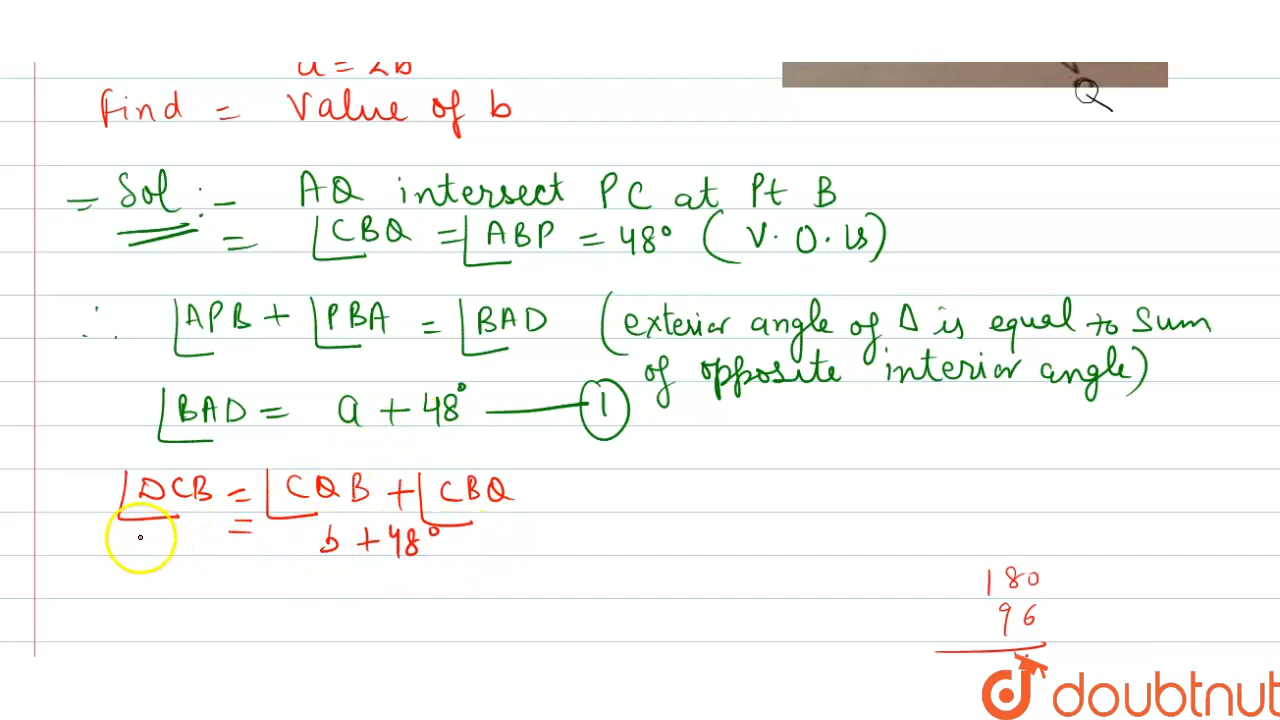 Q
Find = Value of b
= Sol :- AQ intersect PC at Pt B
= ∠CBQ = ∠ABP = 48° (V.O.∠s)
∴ ∠APB + ∠PBA = ∠BAD (exterior angle of Δ is equal to sum
of opposite interior angle)
∠BAD = a + 48° — ①
∠DCB = ∠CQB + ∠CBQ
= b + 48°
180
96
doubtnut